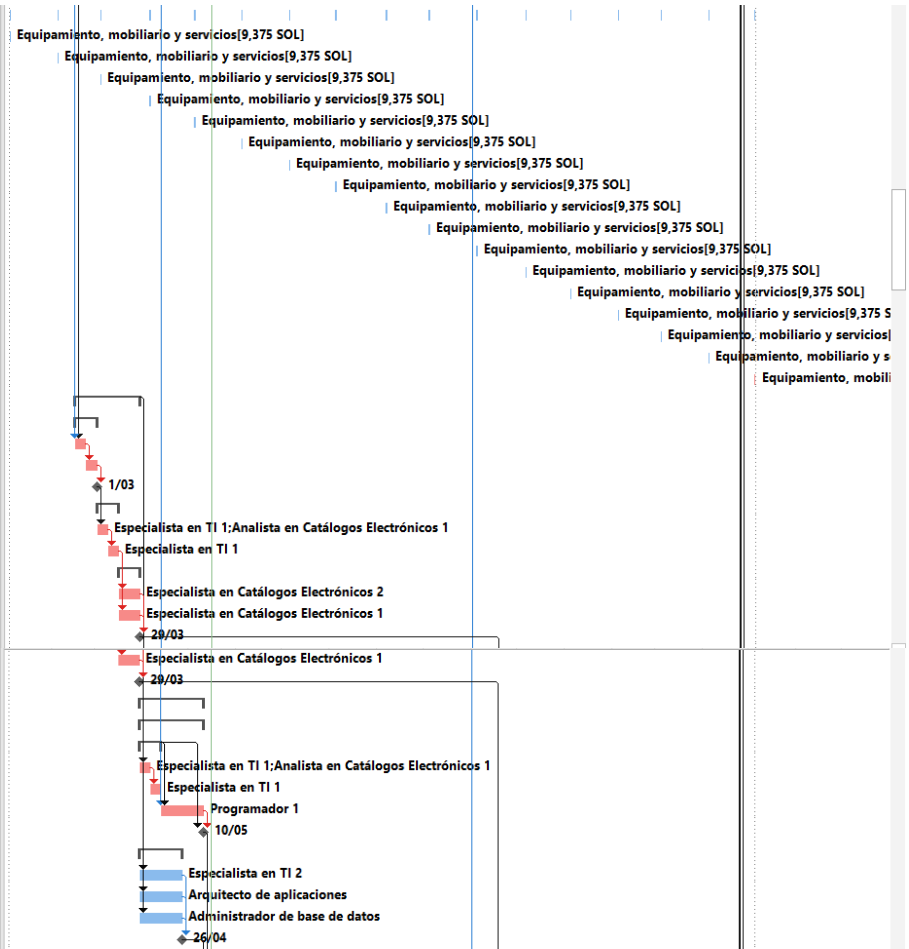 Equipamiento, mobiliario y servicios[9,375 SOL]
Equipamiento, mobiliario y servicios[9,375 SOL]
Equipamiento, mobiliario y servicios[9,375 SOL]
Equipamiento, mobiliario y servicios[9,375 SOL]
Equipamiento, mobiliario y servicios[9,375 SOL]
Equipamiento, mobiliario y servicios[9,375 SOL]
Equipamiento, mobiliario y servicios[9,375 SOL]
Equipamiento, mobiliario y servicios[9,375 SOL]
Equipamiento, mobiliario y servicios[9,375 SOL]
Equipamiento, mobiliario y servicios[9,375 SOL]
Equipamiento, mobiliario y servicios[9,375 SOL]
Equipamiento, mobiliario y servicios[9,375 SOL]
Equipamiento, mobiliario y servicios[9,375 SOL]
Equipamiento, mobiliario y servicios[9,375 S
Equipamiento, mobiliario y servicios[
Equipamiento, mobiliario y s
Equipamiento, mobili
1/03
Especialista en TI 1;Analista en Catálogos Electrónicos 1
Especialista en TI 1
Especialista en Catálogos Electrónicos 2
Especialista en Catálogos Electrónicos 1
29/03
Especialista en Catálogos Electrónicos 1
29/03
Especialista en TI 1;Analista en Catálogos Electrónicos 1
Especialista en TI 1
Programador 1
10/05
Especialista en TI 2
Arquitecto de aplicaciones
Administrador de base de datos
26/04